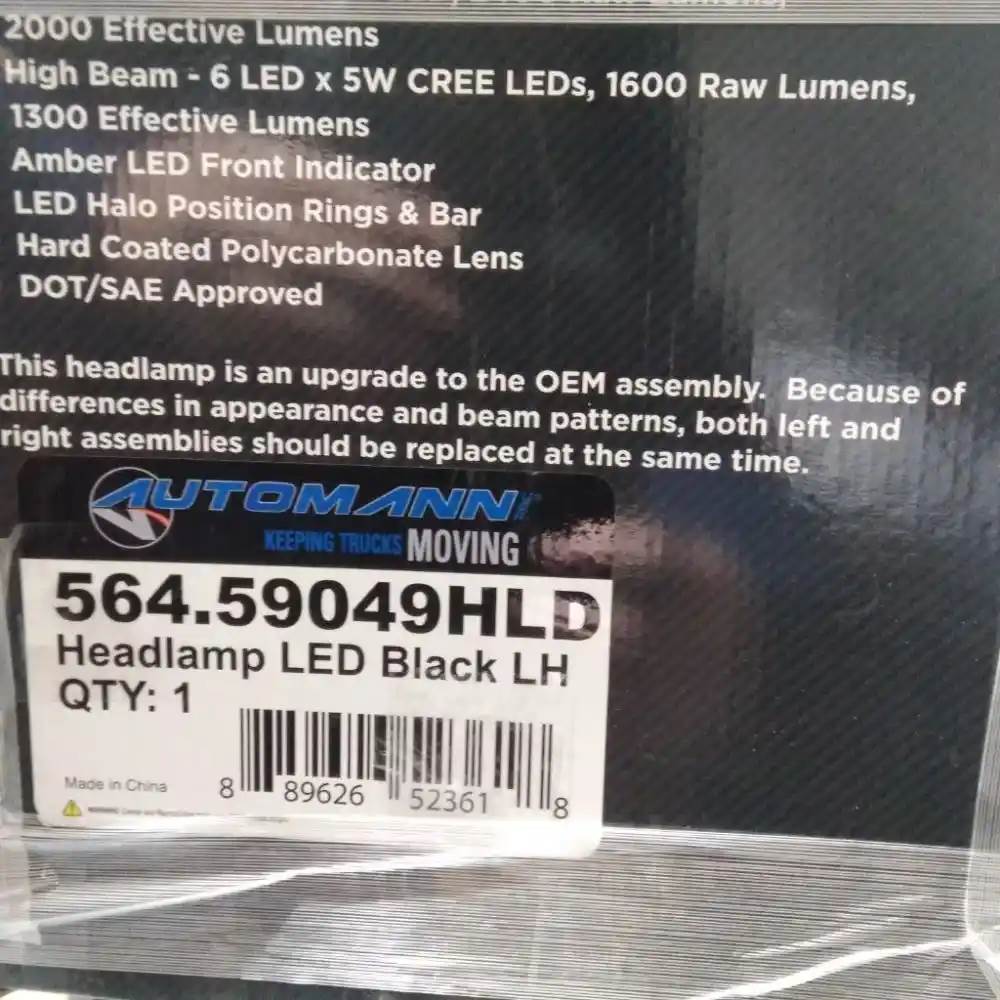 2000 Effective Lumens
High Beam - 6 LED x 5W CREE LEDs, 1600 Raw Lumens,
1300 Effective Lumens
Amber LED Front Indicator
LED Halo Position Rings & Bar
Hard Coated Polycarbonate Lens
DOT/SAE Approved
This headlamp is an upgrade to the OEM assembly. Because of
differences in appearance and beam patterns, both left and
right assemblies should be replaced at the same time.
AUTOMANN
KEEPING TRUCKS MOVING
564.59049HLD
Headlamp LED Black LH
QTY: 1
Made in China
8 89626 52361 8
WARNING